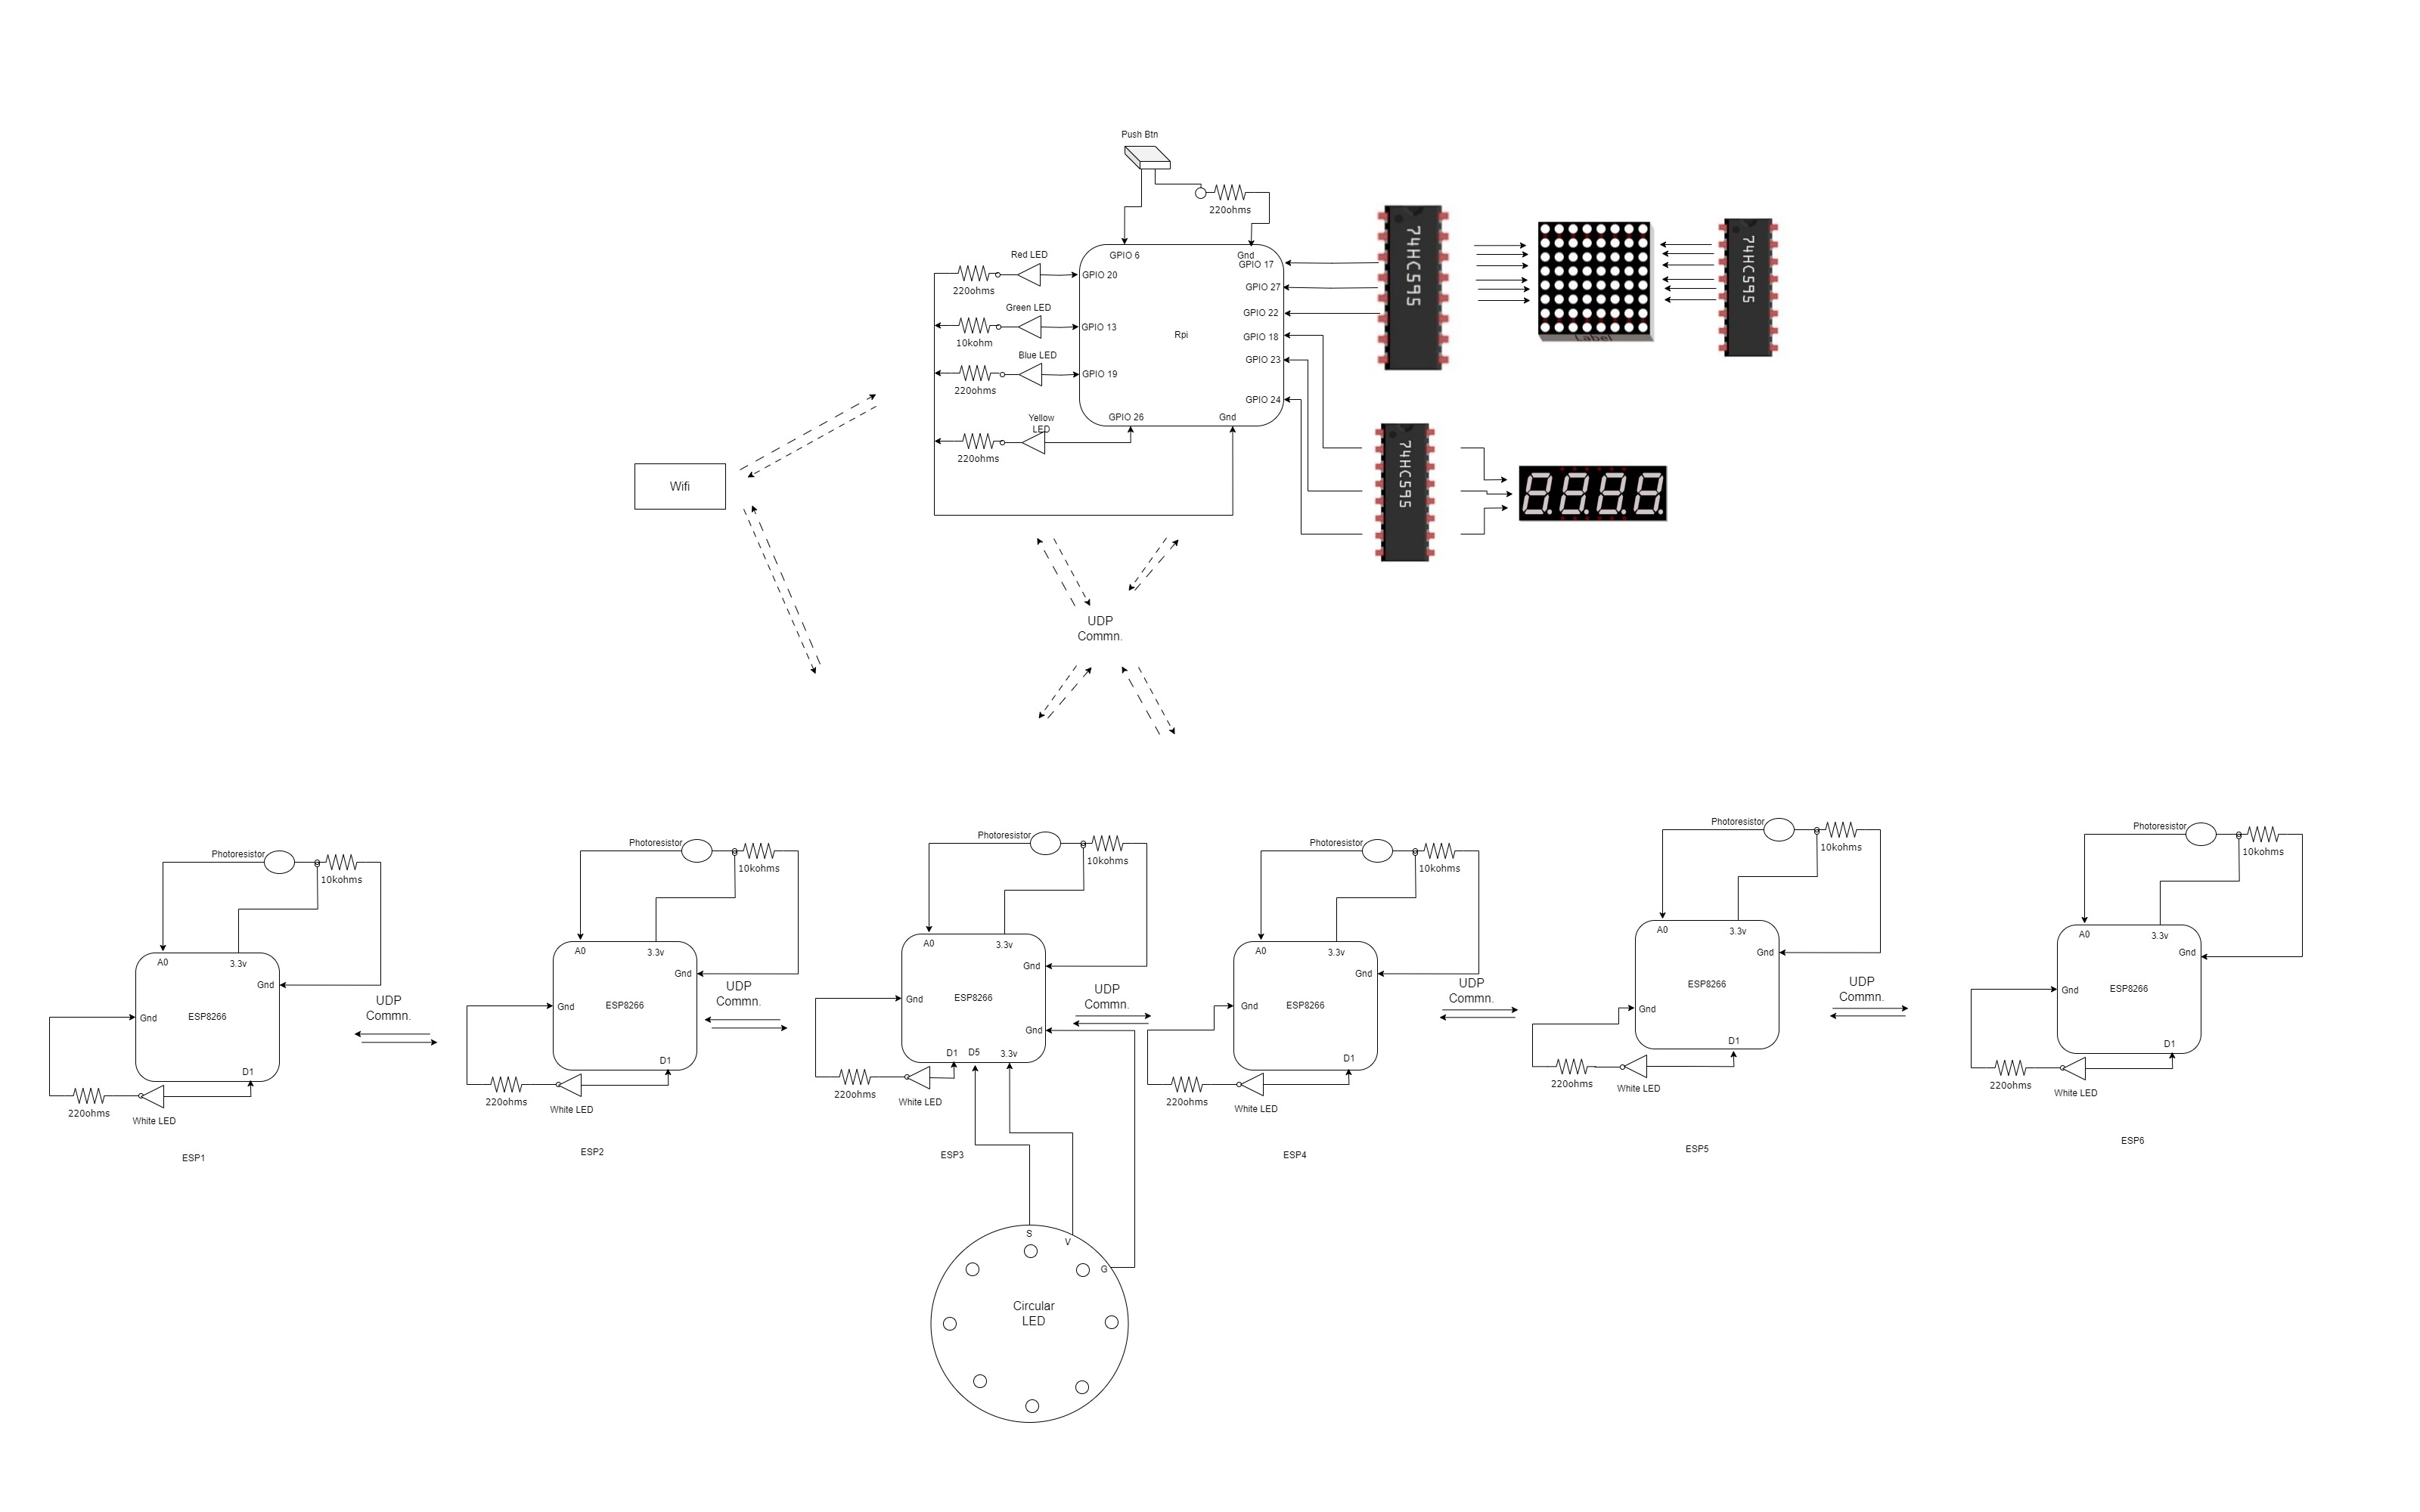 Push Btn
220ohms
Red LED
220ohms
GPIO 20
GPIO 6
Gnd
GPIO 17
Green LED
10kohm
GPIO 13
GPIO 27
GPIO 22
Rpi
GPIO 18
Blue LED
220ohms
GPIO 19
GPIO 23
GPIO 24
Yellow
LED
220ohms
GPIO 26
Gnd
74HC595
Label
74HC595
74HC595
8.8.8.8.
Wifi
UDP
Commn.
Photoresistor
10kohms
A0
3.3v
Gnd
Gnd
ESP8266
D1
220ohms
White LED
ESP1
UDP
Commn.
Photoresistor
10kohms
A0
3.3v
Gnd
Gnd
ESP8266
D1
220ohms
White LED
ESP2
UDP
Commn.
Photoresistor
10kohms
A0
3.3v
Gnd
Gnd
ESP8266
Gnd
D1
D5
3.3v
220ohms
White LED
ESP3
S
V
G
Circular
LED
UDP
Commn.
Photoresistor
10kohms
A0
3.3v
Gnd
Gnd
ESP8266
D1
220ohms
White LED
ESP4
UDP
Commn.
Photoresistor
10kohms
A0
3.3v
Gnd
ESP8266
Gnd
D1
220ohms
White LED
ESP5
UDP
Commn.
Photoresistor
10kohms
A0
3.3v
Gnd
Gnd
ESP8266
D1
220ohms
White LED
ESP6